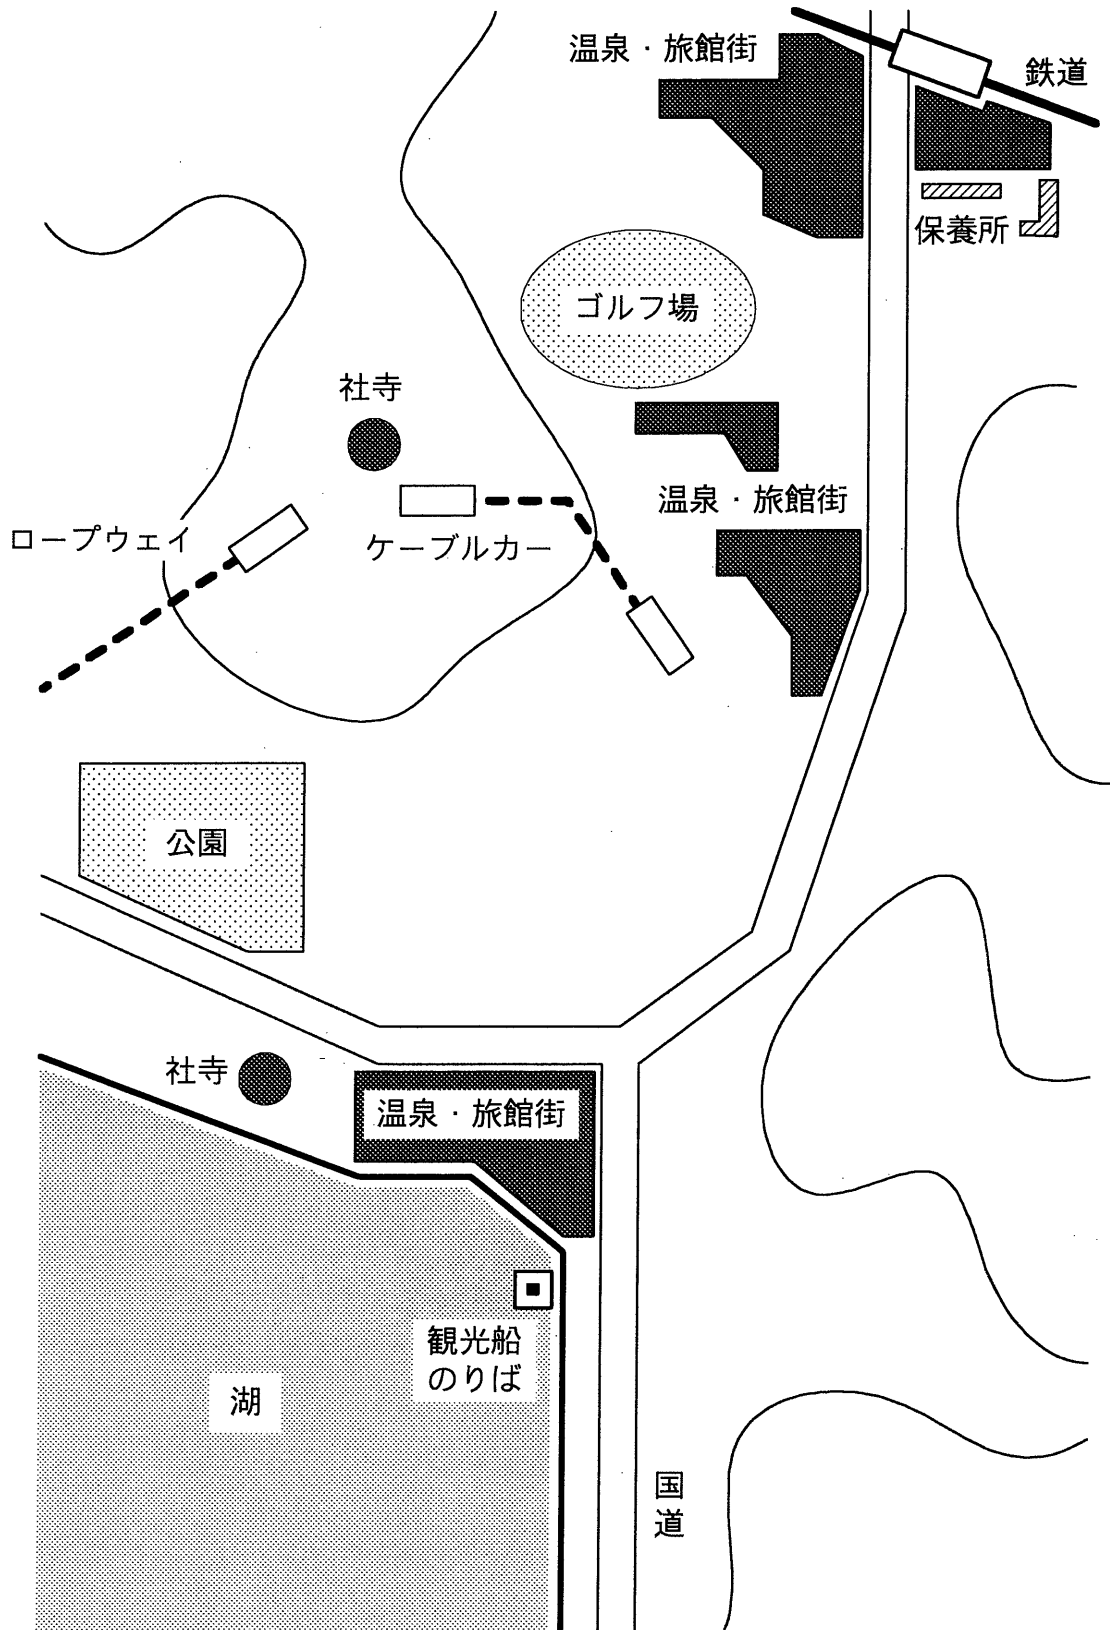 温泉・旅館街
鉄道
保養所
ゴルフ場
社寺
温泉・旅館街
ロープウェイ
ケーブルカー
公園
社寺
温泉・旅館街
観光船
のりば
湖
国
道